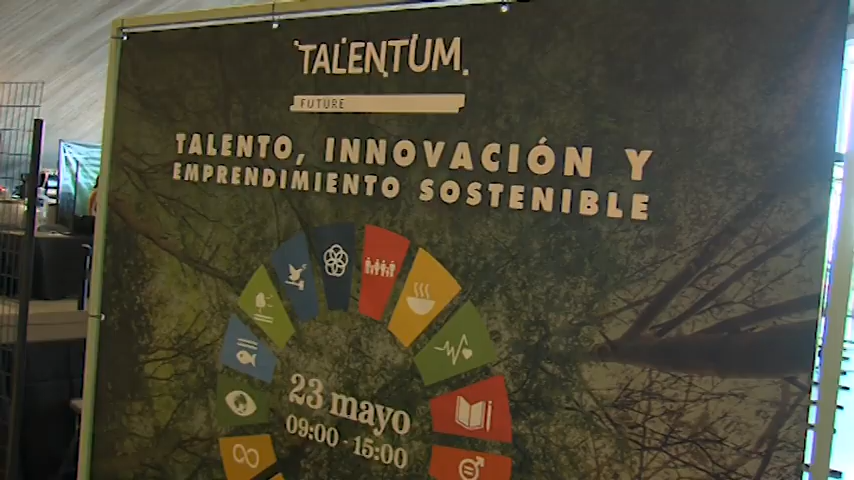 TALENTUM.
FUTURE
TALENTO, INNOVACIÓN Y
EMPRENDIMIENTO SOSTENIBLE
23 mayo
09:00 - 15:00